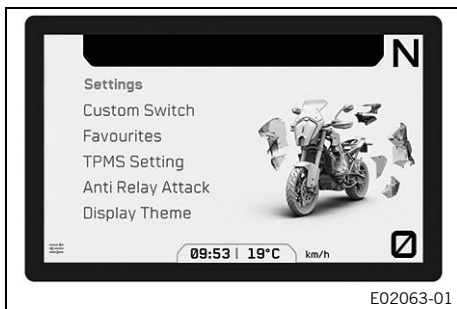 N
Settings
Custom Switch
Favourites
TPMS Setting
Anti Relay Attack
Display Theme
09:53 | 19°C km/h
E02063-01